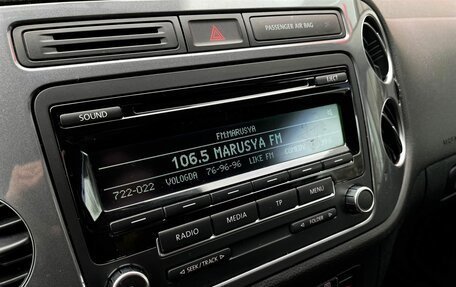 PASSENGER AIR BAG
SOUND
EJECT
FM:MARUSYA
106.5 MARUSYA FM
722-022 VOLOGDA 76-96-96 LIKE FM
RADIO
MEDIA
TP
MENU
< SEEK / TRACK >
< FOLDER >